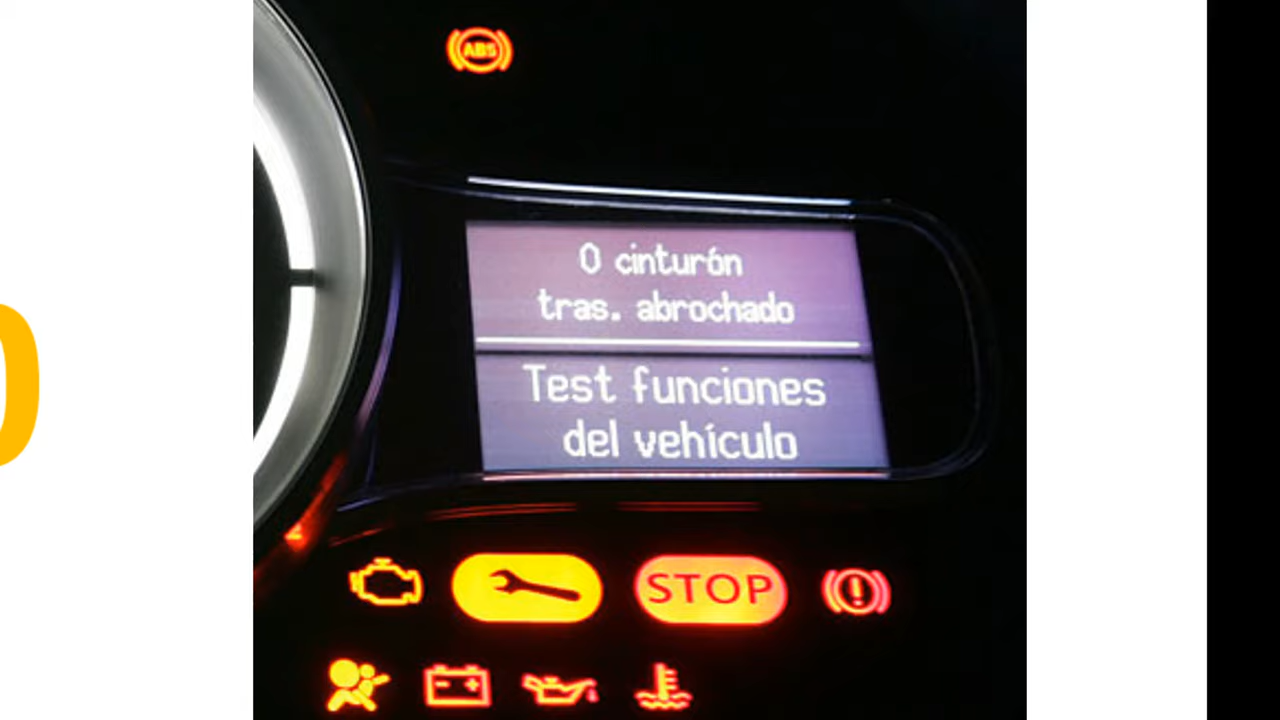 ABS
0 cinturón
tras. abrochado
Test funciones
del vehículo
STOP